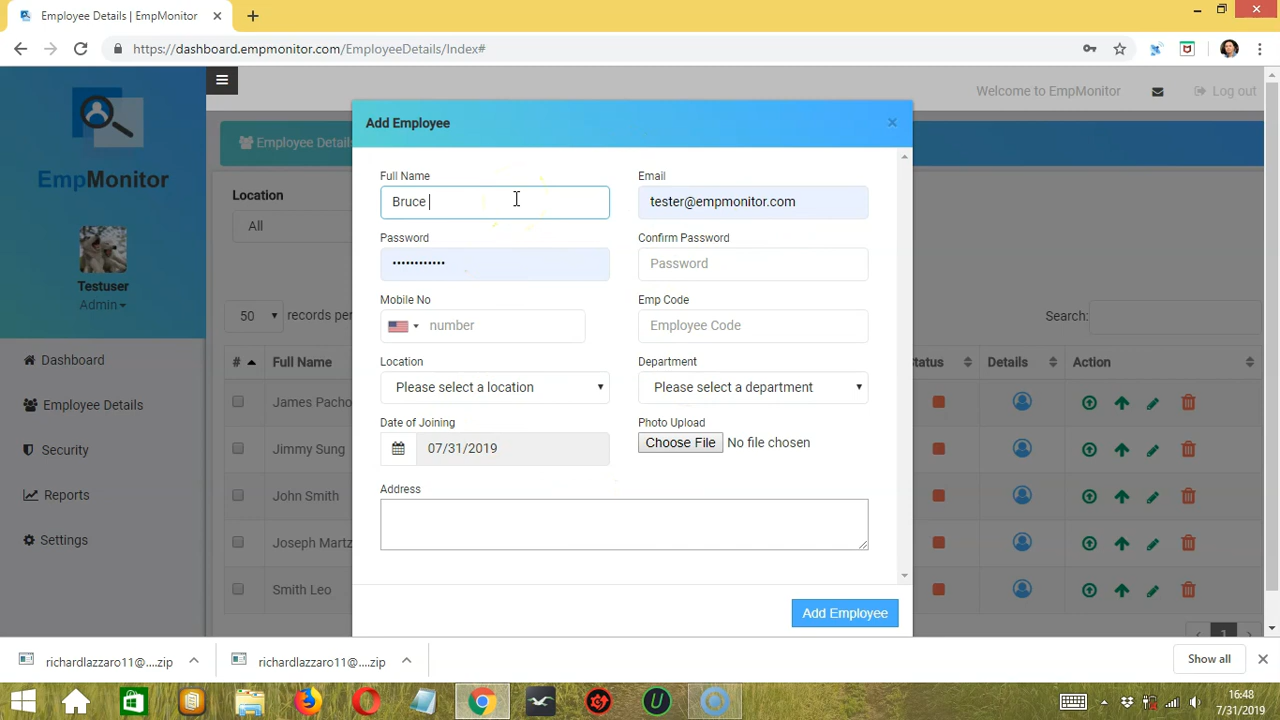 Employee Details | EmpMonitor
https://dashboard.empmonitor.com/EmployeeDetails/Index#
Welcome to EmpMonitor
Log out
EmpMonitor
Testuser
Admin
Dashboard
Employee Details
Security
Reports
Settings
Employee Details
Location
All
50 records per
Search:
# Full Name Status Details Action
James Pacho
Jimmy Sung
John Smith
Joseph Martz
Smith Leo
1
Add Employee ×
Full Name Email
Bruce tester@empmonitor.com
Password Confirm Password
•••••••••••• Password
Mobile No Emp Code
number Employee Code
Location Department
Please select a location Please select a department
Date of Joining Photo Upload
07/31/2019 Choose File No file chosen
Address
Add Employee
richardlazzaro11@....zip richardlazzaro11@....zip Show all
16:48
7/31/2019